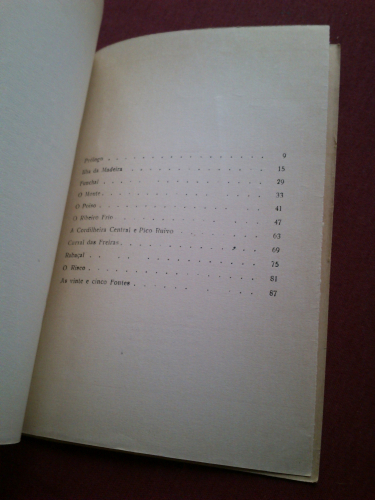 Prólogo . . . . . . . . . . . . 9
Ilha da Madeira . . . . . . . . . . 15
Funchal . . . . . . . . . . . . 29
O Monte . . . . . . . . . . . . 33
O Poiso . . . . . . . . . . . . 41
O Ribeiro Frio . . . . . . . . . . 47
A Cordilheira Central e Pico Ruivo . . . . . . 63
Curral das Freiras . . . . . . . . . 69
Rabaçal . . . . . . . . . . . . 75
O Risco . . . . . . . . . . . . 81
As vinte e cinco Fontes . . . . . . . . 87